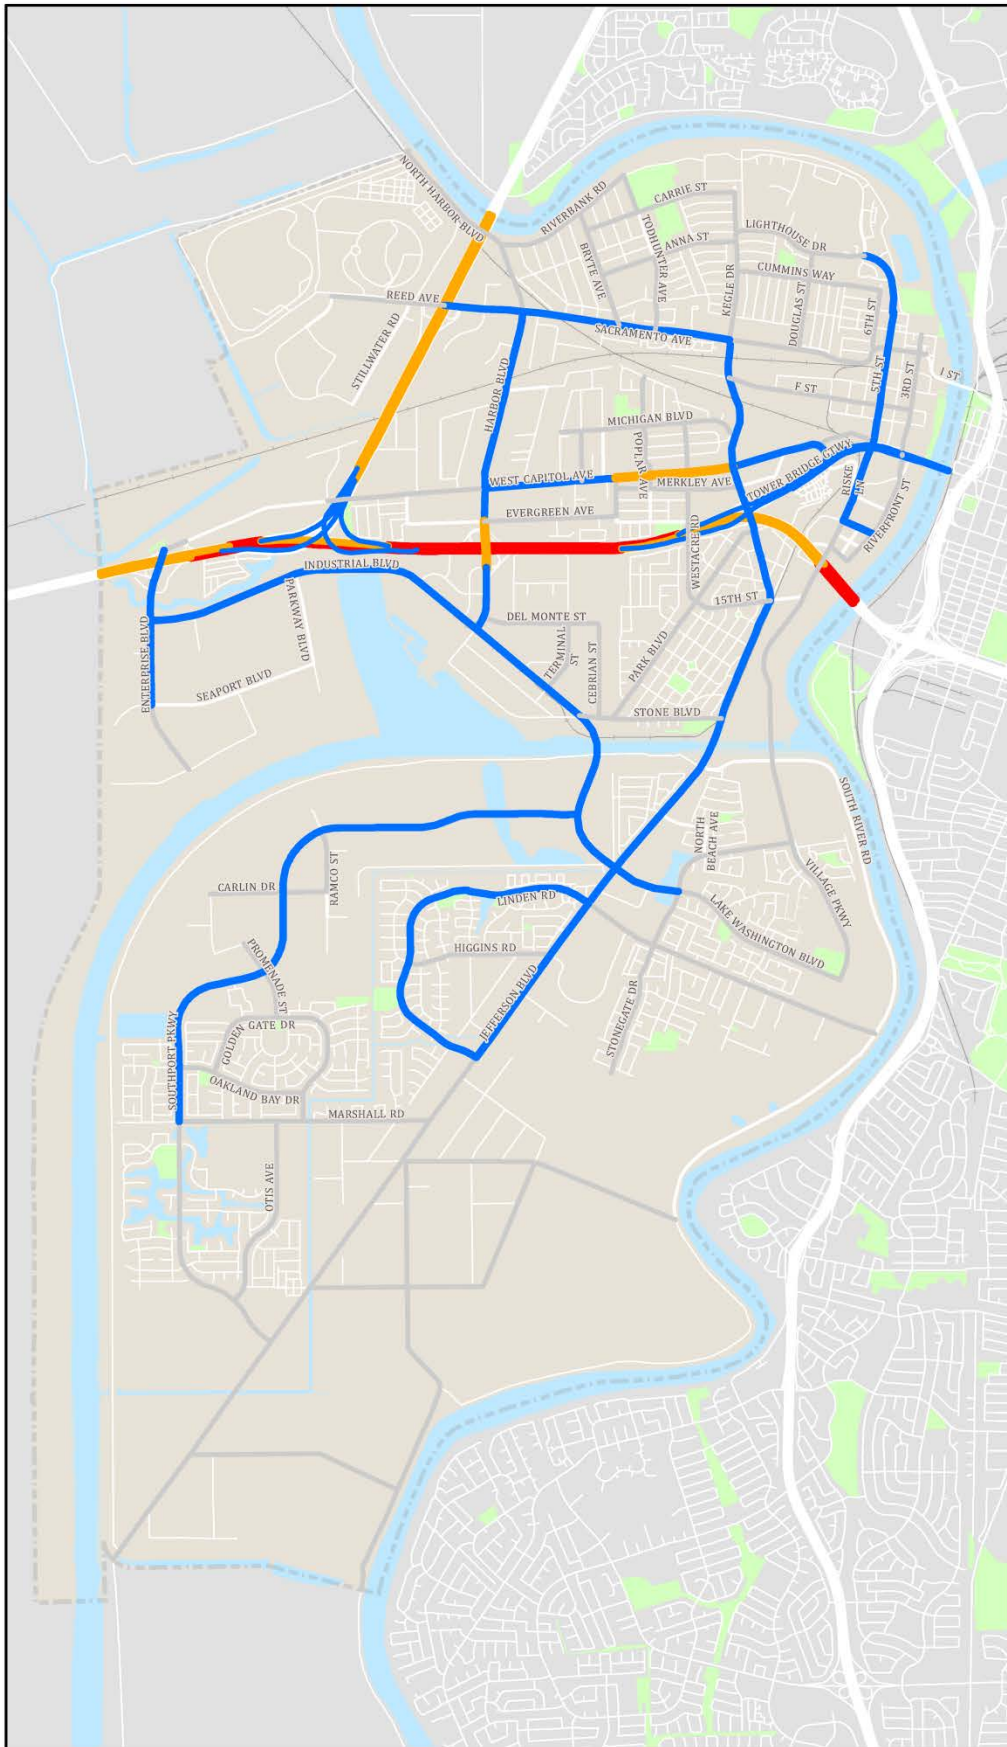 NORTH HARBOR BLVD
RIVERBANK RD
CARRIE ST
TODHUNTER AVE
ANNA ST
BRYTE AVE
LIGHTHOUSE DR
CUMMINS WAY
KEGLE DR
DOUGLAS ST
6TH ST
REED AVE
STILLWATER RD
SACRAMENTO AVE
5TH ST
3RD ST
I ST
F ST
HARBOR BLVD
MICHIGAN BLVD
POPLAR AVE
WEST CAPITOL AVE
MERKLEY AVE
TOWER BRIDGE GTWY
RISKE
LN
RIVERFRONT ST
EVERGREEN AVE
WESTACRE RD
INDUSTRIAL BLVD
PARKWAY BLVD
ENTERPRISE BLVD
SEAPORT BLVD
DEL MONTE ST
TERMINAL
ST
CEBRIAN ST
PARK BLVD
15TH ST
STONE BLVD
SOUTH RIVER RD
NORTH
BEACH AVE
VILLAGE PKWY
CARLIN DR
RAMCO ST
LINDEN RD
LAKE WASHINGTON BLVD
HIGGINS RD
PROMENADE ST
JEFFERSON BLVD
STONEGATE DR
GOLDEN GATE DR
SOUTHPORT PKWY
OAKLAND BAY DR
MARSHALL RD
OTIS AVE